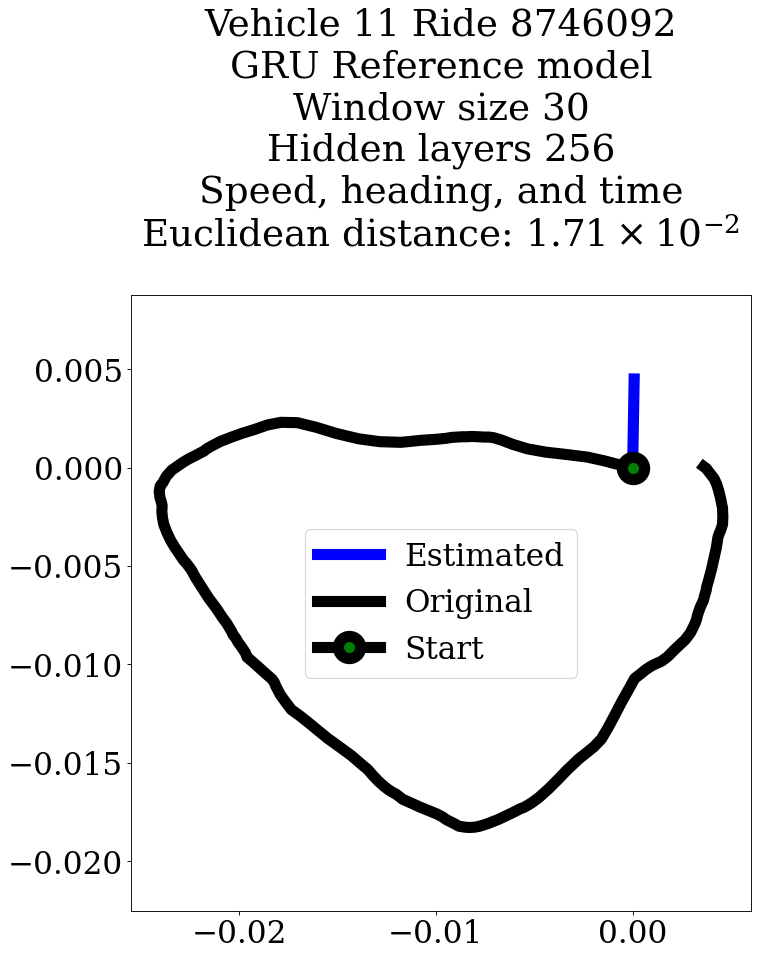 Vehicle 11 Ride 8746092
GRU Reference model
Window size 30
Hidden layers 256
Speed, heading, and time
Euclidean distance: 1.71 × 10⁻²
0.005
0.000
−0.005
−0.010
−0.015
−0.020
Estimated
Original
Start
−0.02
−0.01
0.00